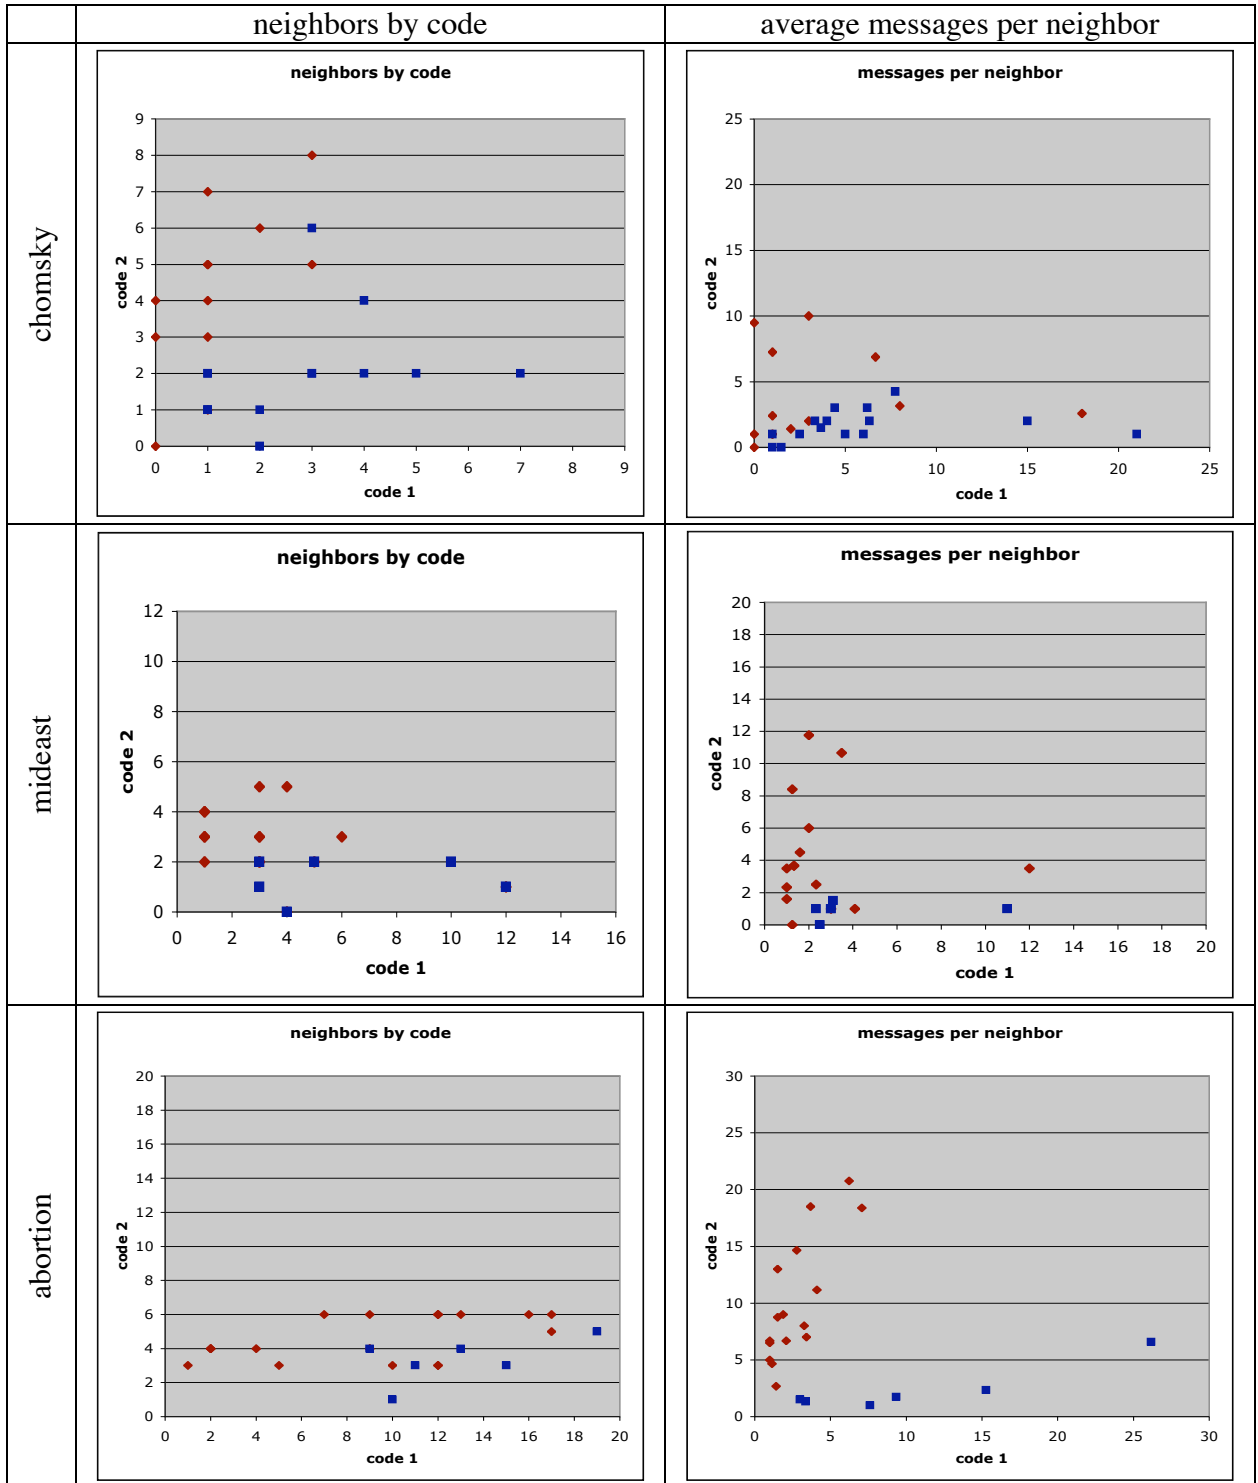 neighbors by code
average messages per neighbor
chomsky
neighbors by code
9
8
7
6
5
4
3
2
1
0
code 2
0 1 2 3 4 5 6 7 8 9
code 1
messages per neighbor
25
20
15
10
5
0
code 2
0 5 10 15 20 25
code 1
mideast
neighbors by code
12
10
8
6
4
2
0
code 2
0 2 4 6 8 10 12 14 16
code 1
messages per neighbor
20
18
16
14
12
10
8
6
4
2
0
code 2
0 2 4 6 8 10 12 14 16 18 20
code 1
abortion
neighbors by code
20
18
16
14
12
10
8
6
4
2
0
code 2
0 2 4 6 8 10 12 14 16 18 20
code 1
messages per neighbor
30
25
20
15
10
5
0
code 2
0 5 10 15 20 25 30
code 1